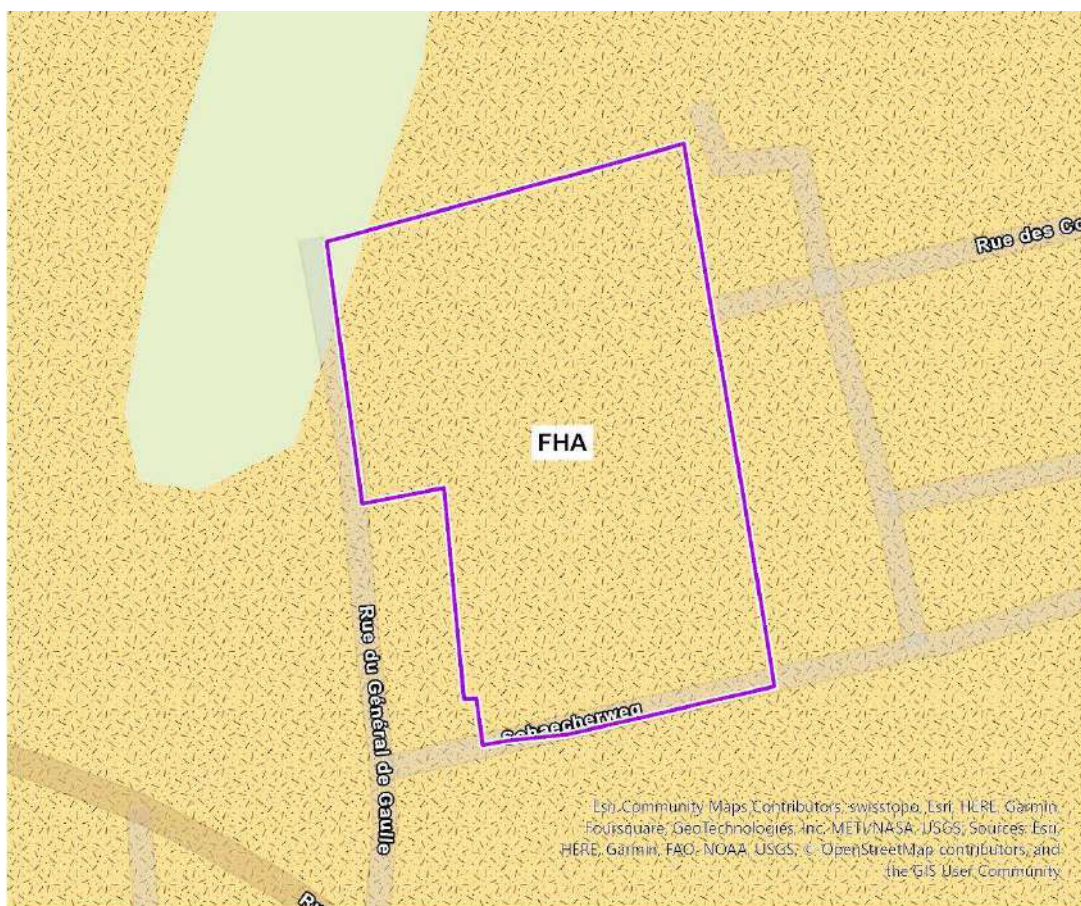 Rue des Co
FHA
Rue du Général de Gaulle
Schaecherweg
Esri Community Maps Contributors, swisstopo, Esri, HERE, Garmin,
Foursquare, GeoTechnologies, Inc, METI/NASA, USGS, Sources: Esri,
HERE, Garmin, FAO, NOAA, USGS, © OpenStreetMap contributors, and
the GIS User Community